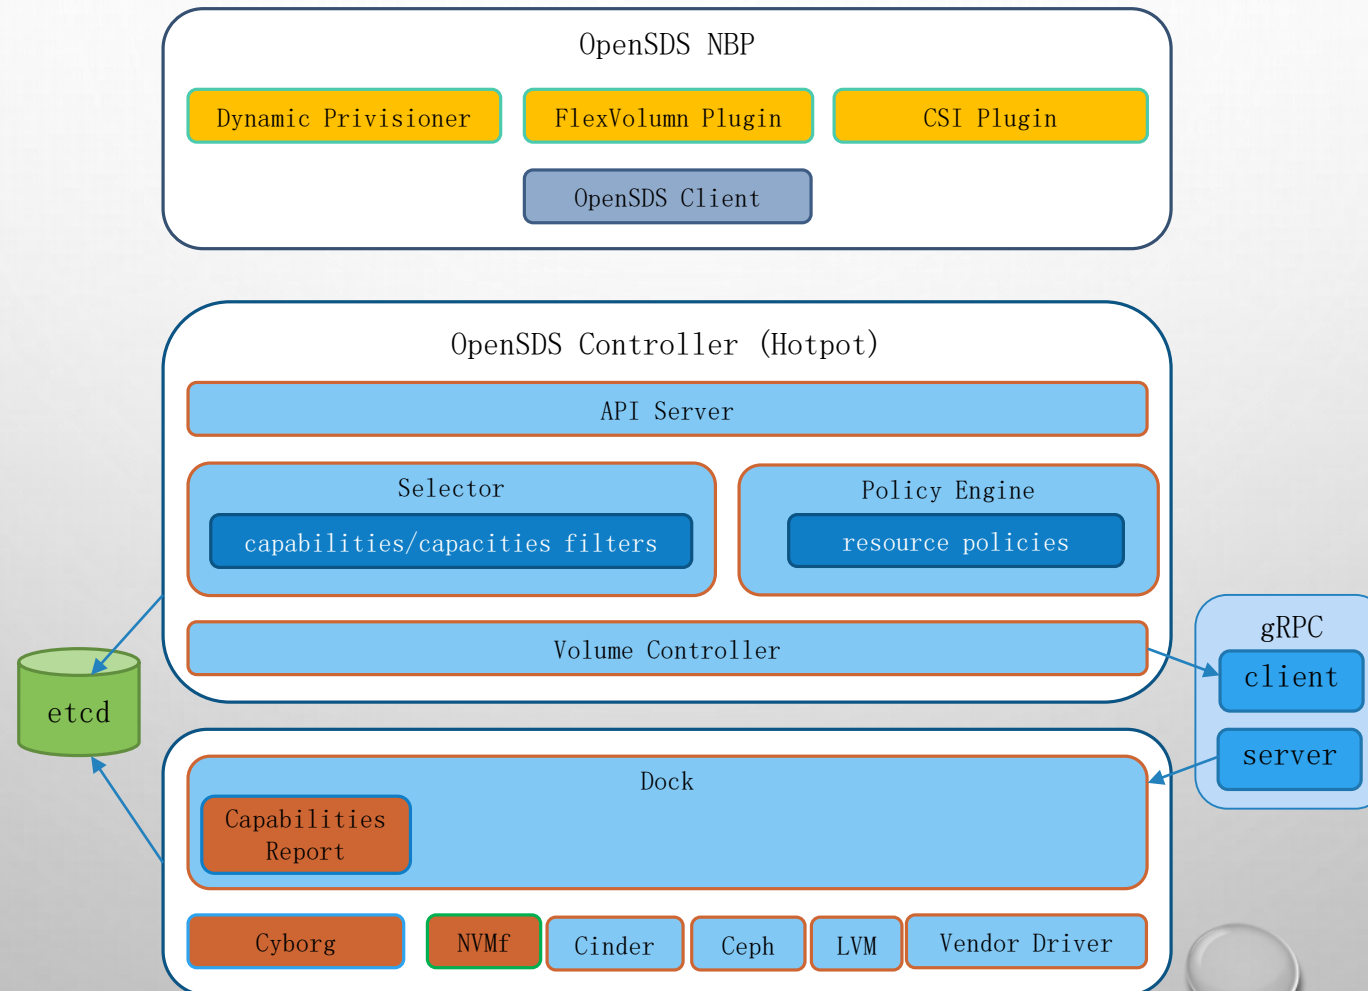 OpenSDS NBP
Dynamic Privisioner
FlexVolumn Plugin
CSI Plugin
OpenSDS Client
OpenSDS Controller (Hotpot)
API Server
Selector
capabilities/capacities filters
Policy Engine
resource policies
Volume Controller
etcd
gRPC
client
server
Dock
Capabilities
Report
Cyborg
NVMf
Cinder
Ceph
LVM
Vendor Driver